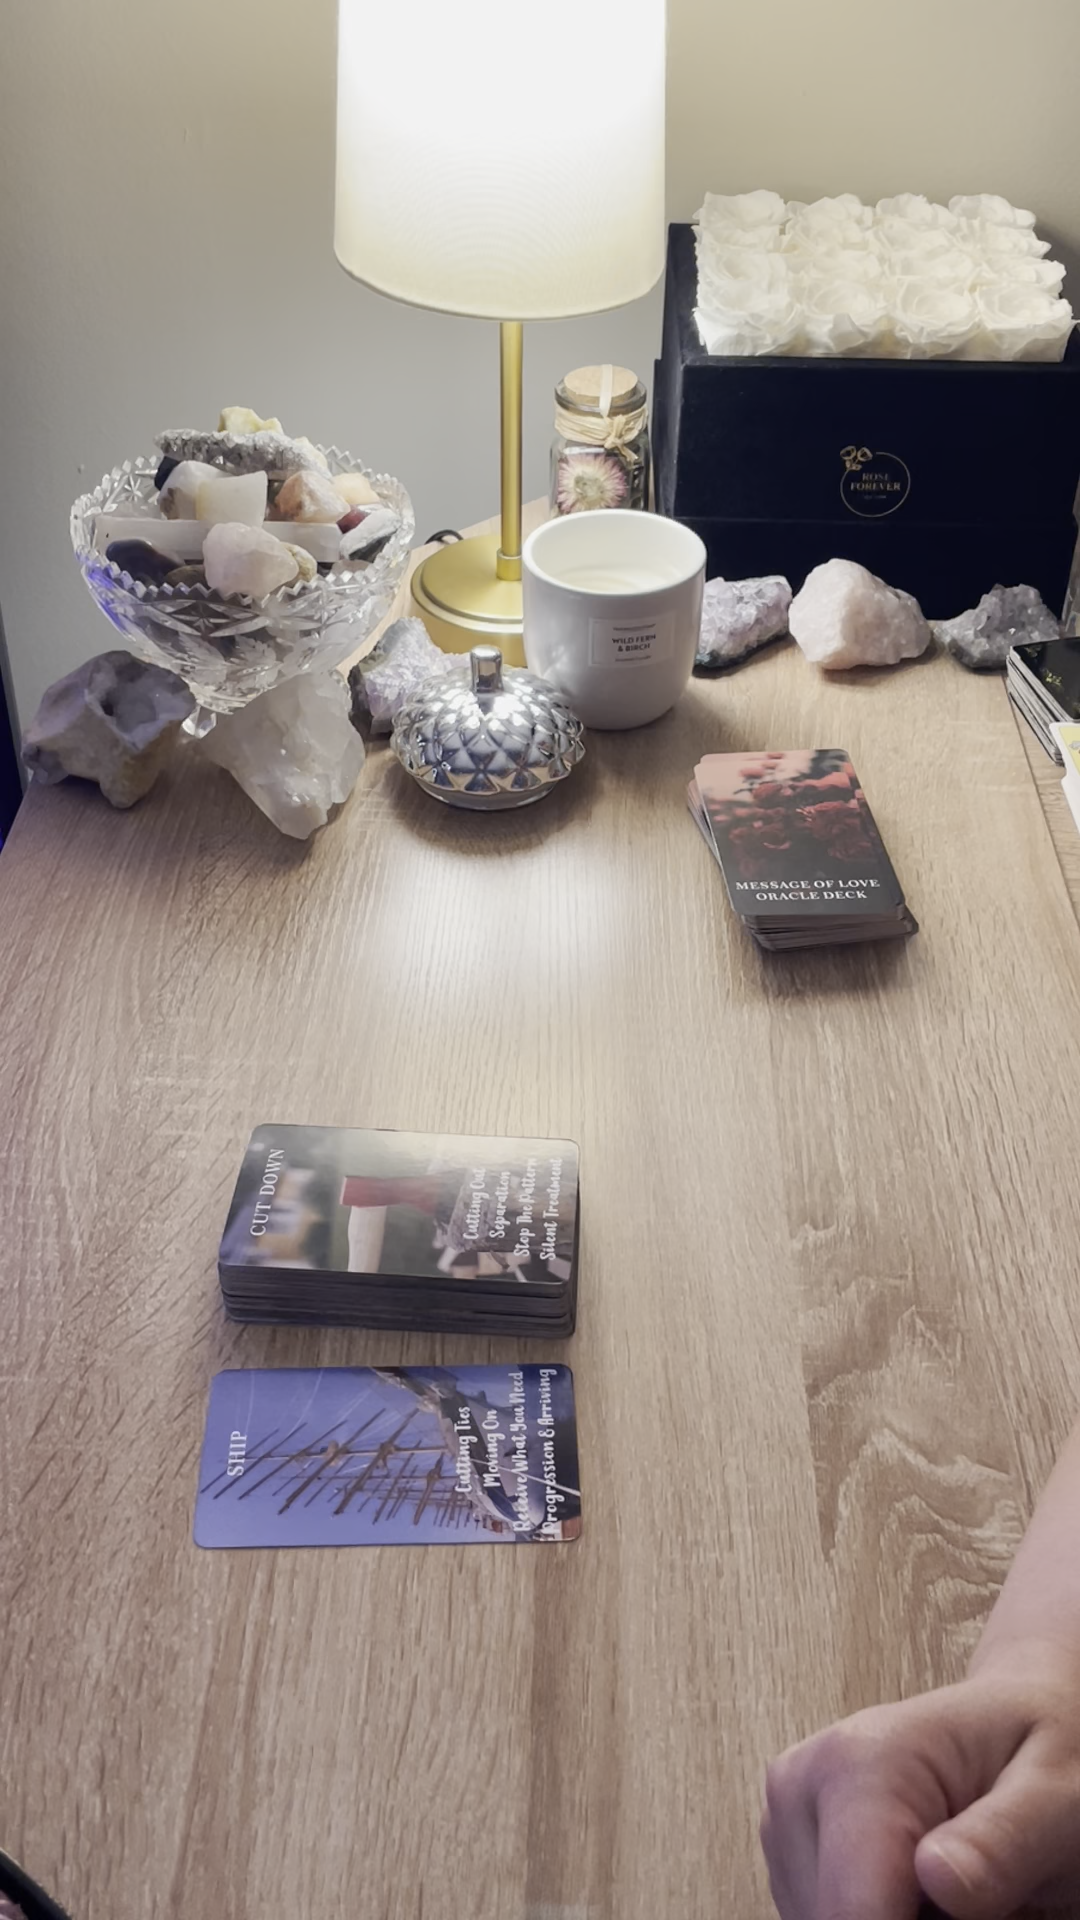 ROSE
FOREVER
WILD FERN
& BIRCH
MESSAGE OF LOVE
ORACLE DECK
CUT DOWN
Cutting Out
Separation
Stop The Pattern
Silent Treatment
SHIP
Cutting Ties
Moving On
Receive What You Need
Progression & Arriving